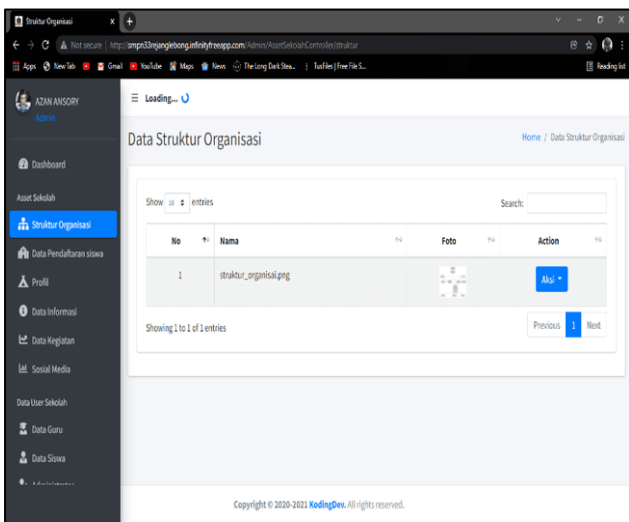 Struktur Organisasi
Not secure | http://smpn33rejanglebong.infinityfreeapp.com/Admin/AssetSekolahController/struktur
Apps New Tab Gmail YouTube Maps News The Long Dark Stea... TusFiles | Free File S... Reading list
AZAN ANSORY
Admin
Loading...
Data Struktur Organisasi
Home / Data Struktur Organisasi
Dashboard
Asset Sekolah
Struktur Organisasi
Data Pendaftaran siswa
Profil
Data Informasi
Data Kegiatan
Sosial Media
Data User Sekolah
Data Guru
Data Siswa
Show 10 entries
Search:
No Nama Foto Action
1 struktur_organisai.png Aksi
Showing 1 to 1 of 1 entries
Previous 1 Next
Copyright © 2020-2021 KodingDev. All rights reserved.